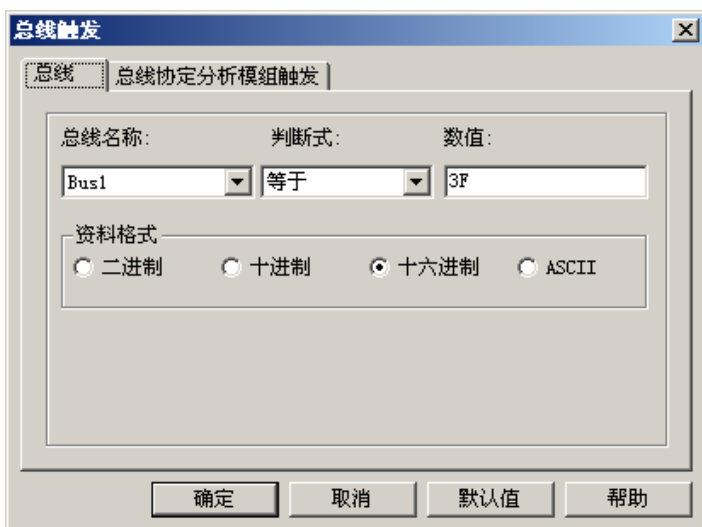 总线触发
总线 总线协定分析模组触发
总线名称: 判断式: 数值:
Bus1 等于 3F
资料格式
二进制 十进制 十六进制 ASCII
确定 取消 默认值 帮助